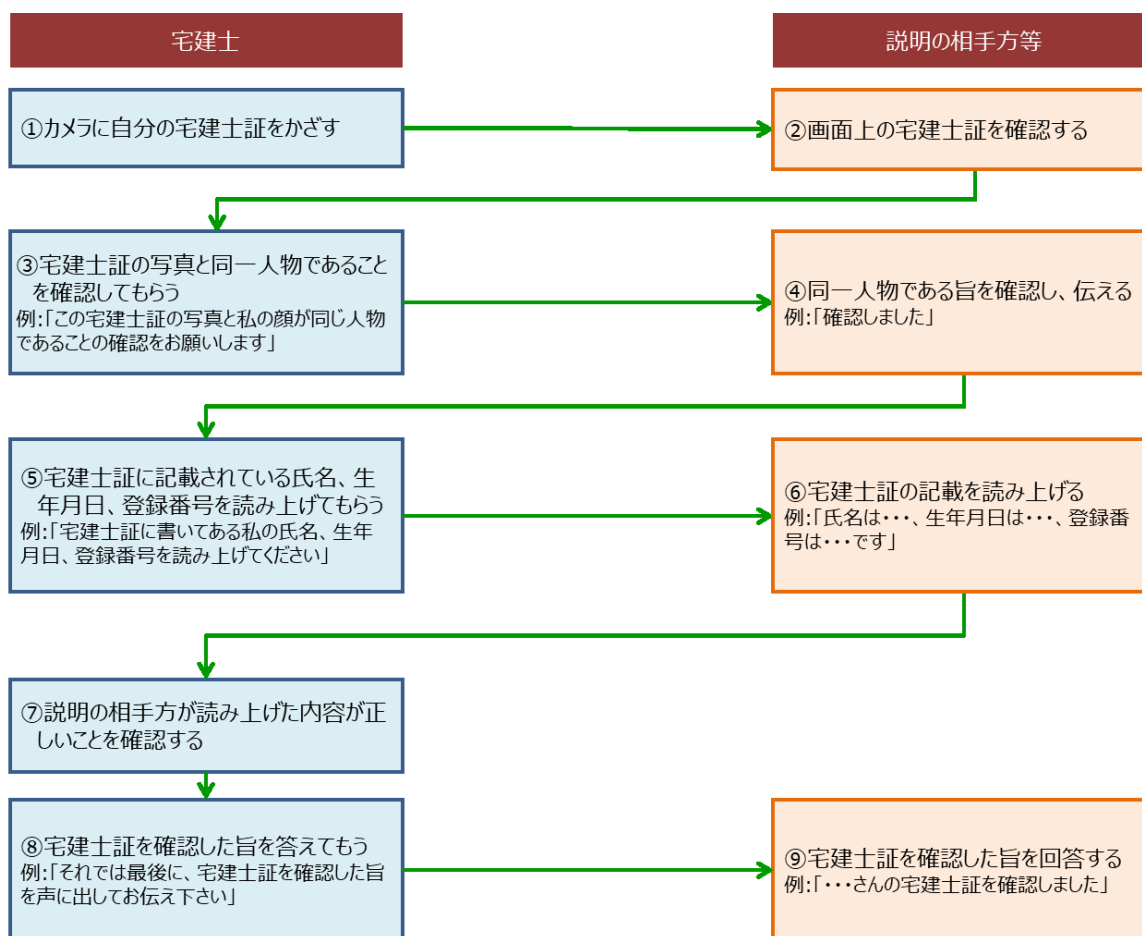 宅建士
説明の相手方等
①カメラに自分の宅建士証をかざす
②画面上の宅建士証を確認する
③宅建士証の写真と同一人物であること
を確認してもらう
例:「この宅建士証の写真と私の顔が同じ人物
であることの確認をお願いします」
④同一人物である旨を確認し、伝える
例:「確認しました」
⑤宅建士証に記載されている氏名、生
年月日、登録番号を読み上げてもらう
例:「宅建士証に書いてある私の氏名、生年
月日、登録番号を読み上げてください」
⑥宅建士証の記載を読み上げる
例:「氏名は・・・、生年月日は・・・、登録番
号は・・・です」
⑦説明の相手方が読み上げた内容が正
しいことを確認する
⑧宅建士証を確認した旨を答えてもう
例:「それでは最後に、宅建士証を確認した旨
を声に出してお伝え下さい」
⑨宅建士証を確認した旨を回答する
例:「・・・さんの宅建士証を確認しました」